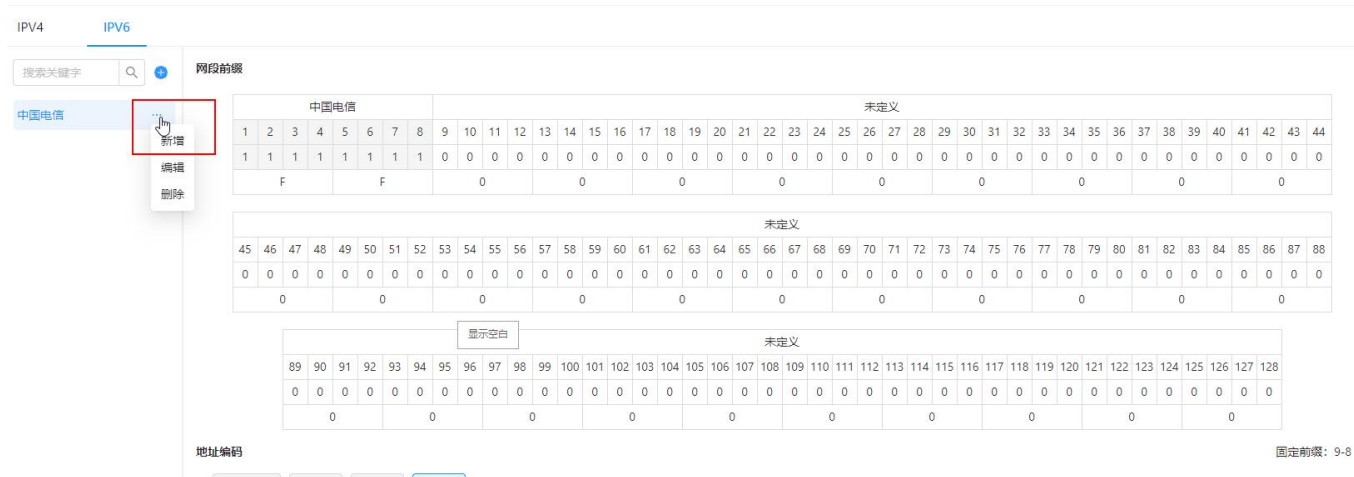 IPV4 IPV6
搜索关键字
网段前缀
中国电信 ...
新增
编辑
删除
中国电信 未定义
1 2 3 4 5 6 7 8 9 10 11 12 13 14 15 16 17 18 19 20 21 22 23 24 25 26 27 28 29 30 31 32 33 34 35 36 37 38 39 40 41 42 43 44
1 1 1 1 1 1 1 1 0 0 0 0 0 0 0 0 0 0 0 0 0 0 0 0 0 0 0 0 0 0 0 0 0 0 0 0 0 0 0 0 0 0 0 0
F F 0 0 0 0 0 0 0 0 0
未定义
45 46 47 48 49 50 51 52 53 54 55 56 57 58 59 60 61 62 63 64 65 66 67 68 69 70 71 72 73 74 75 76 77 78 79 80 81 82 83 84 85 86 87 88
0 0 0 0 0 0 0 0 0 0 0 0 0 0 0 0 0 0 0 0 0 0 0 0 0 0 0 0 0 0 0 0 0 0 0 0 0 0 0 0 0 0 0 0
0 0 0 0 0 0 0 0 0 0 0
显示空白
未定义
89 90 91 92 93 94 95 96 97 98 99 100 101 102 103 104 105 106 107 108 109 110 111 112 113 114 115 116 117 118 119 120 121 122 123 124 125 126 127 128
0 0 0 0 0 0 0 0 0 0 0 0 0 0 0 0 0 0 0 0 0 0 0 0 0 0 0 0 0 0 0 0 0 0 0 0 0 0 0 0
0 0 0 0 0 0 0 0 0 0
地址编码 固定前缀：9-8